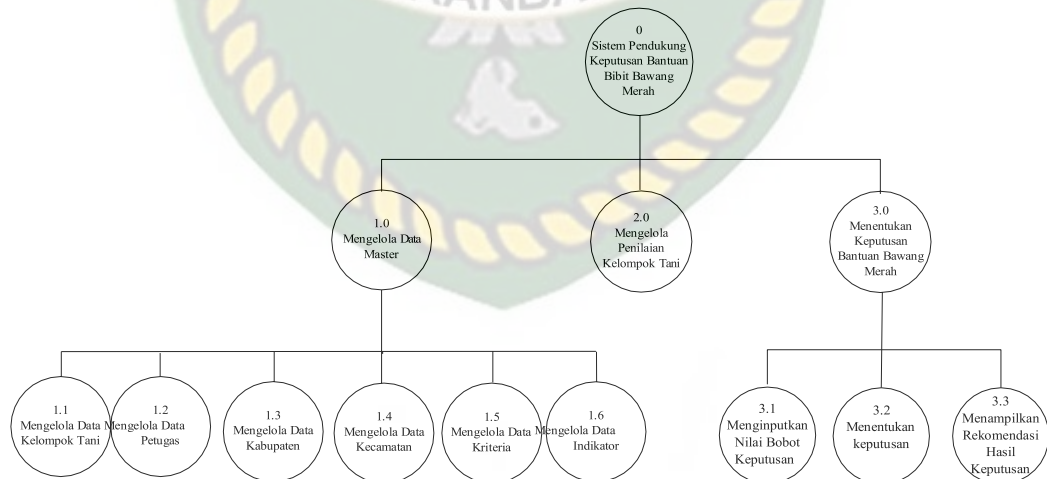 RANDA
0
Sistem Pendukung
Keputusan Bantuan
Bibit Bawang
Merah
1.0
Mengelola Data
Master
2.0
Mengelola
Penilaian
Kelompok Tani
3.0
Menentukan
Keputusan
Bantuan Bawang
Merah
1.1
Mengelola Data
Kelompok Tani
1.2
Mengelola Data
Petugas
1.3
Mengelola Data
Kabupaten
1.4
Mengelola Data
Kecamatan
1.5
Mengelola Data
Kriteria
1.6
Mengelola Data
Indikator
3.1
Menginputkan
Nilai Bobot
Keputusan
3.2
Menentukan
keputusan
3.3
Menampilkan
Rekomendasi
Hasil
Keputusan